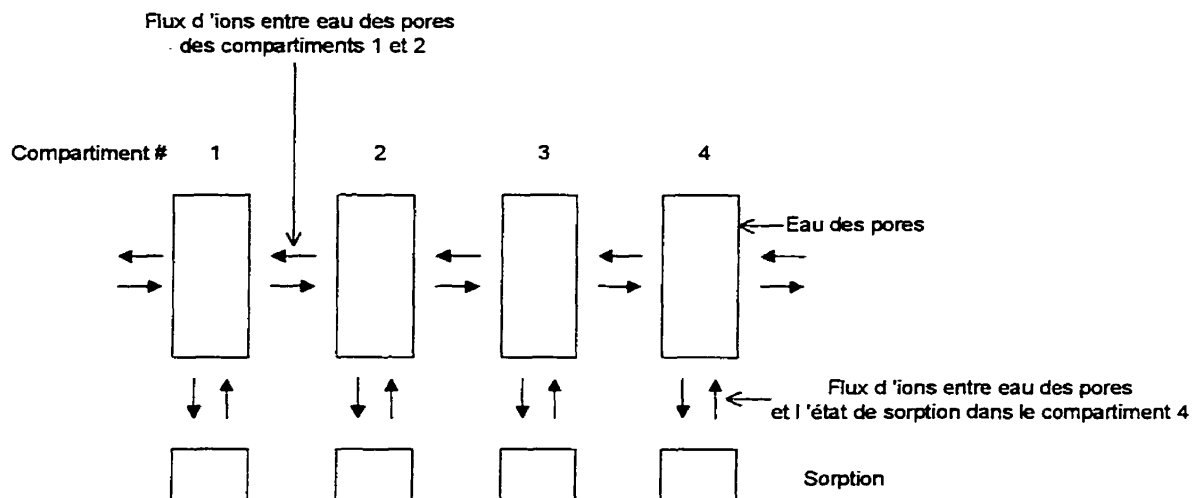 Flux d 'ions entre eau des pores
des compartiments 1 et 2
Compartiment # 1 2 3 4
Eau des pores
Flux d 'ions entre eau des pores
et l 'état de sorption dans le compartiment 4
Sorption